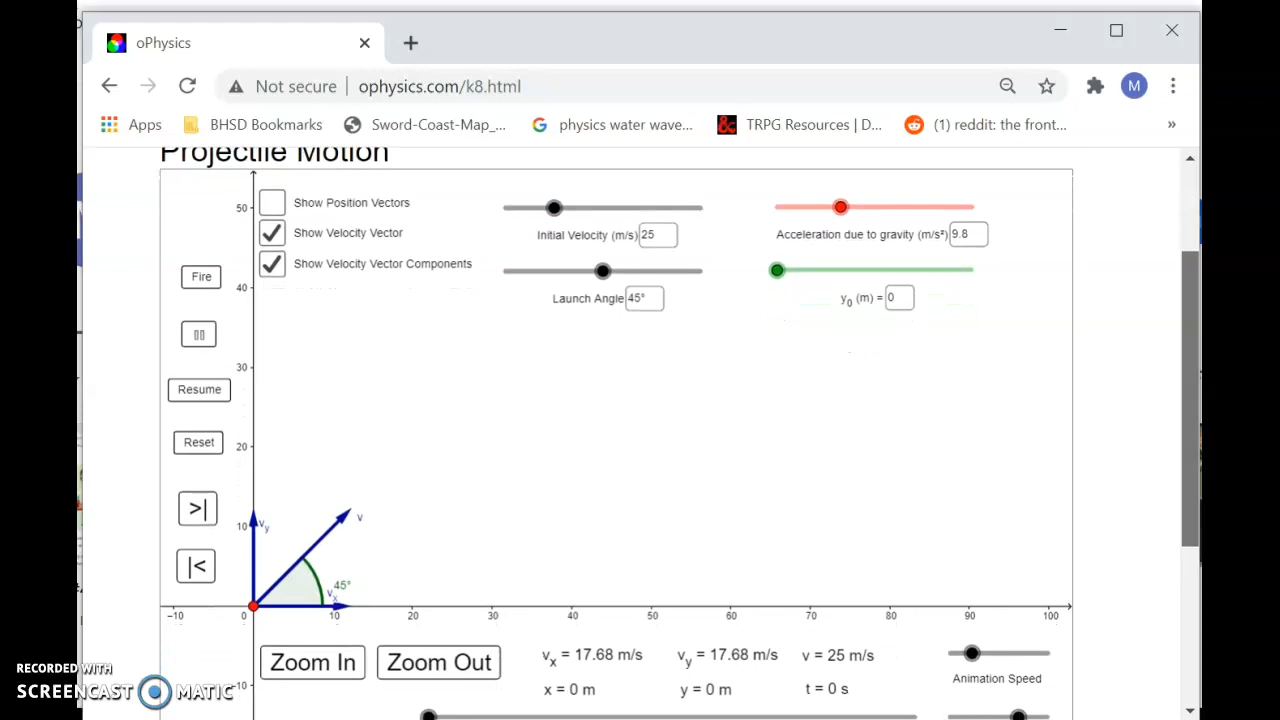 oPhysics
Not secure
ophysics.com/k8.html
M
Apps
BHSD Bookmarks
Sword-Coast-Map_...
physics water wave...
TRPG Resources | D...
(1) reddit: the front...
»
Projectile Motion
50
40
30
20
10
0
-10
Show Position Vectors
Show Velocity Vector
Show Velocity Vector Components
Initial Velocity (m/s) 25
Launch Angle 45°
Acceleration due to gravity (m/s²) 9.8
y0 (m) = 0
Fire
Resume
Reset
>|
|<
vy
v
vx
45°
-10 0 10 20 30 40 50 60 70 80 90 100
Zoom In
Zoom Out
vx = 17.68 m/s
vy = 17.68 m/s
v = 25 m/s
x = 0 m
y = 0 m
t = 0 s
Animation Speed
RECORDED WITH
SCREENCAST MATIC